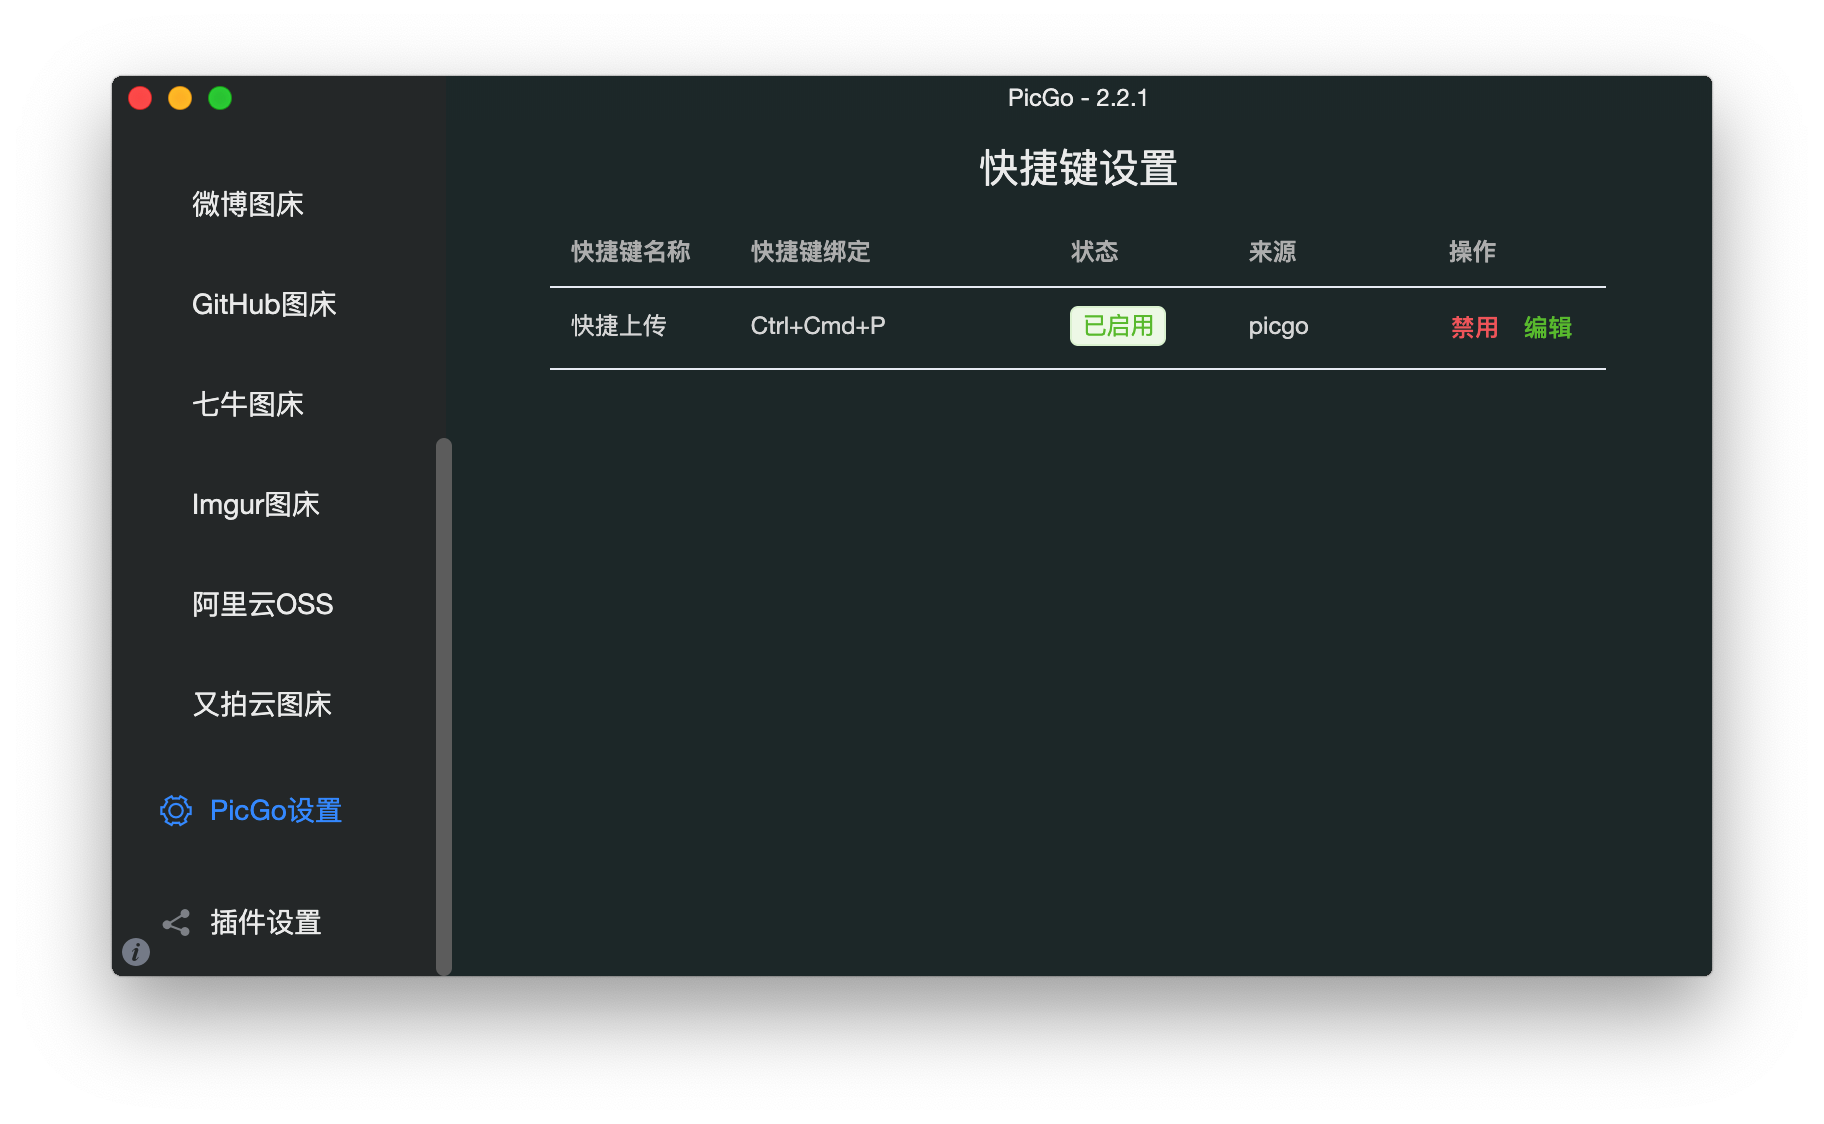 PicGo - 2.2.1
微博图床
GitHub图床
七牛图床
Imgur图床
阿里云OSS
又拍云图床
PicGo设置
插件设置
i
快捷键设置
快捷键名称 快捷键绑定 状态 来源 操作
快捷上传 Ctrl+Cmd+P 已启用 picgo 禁用 编辑